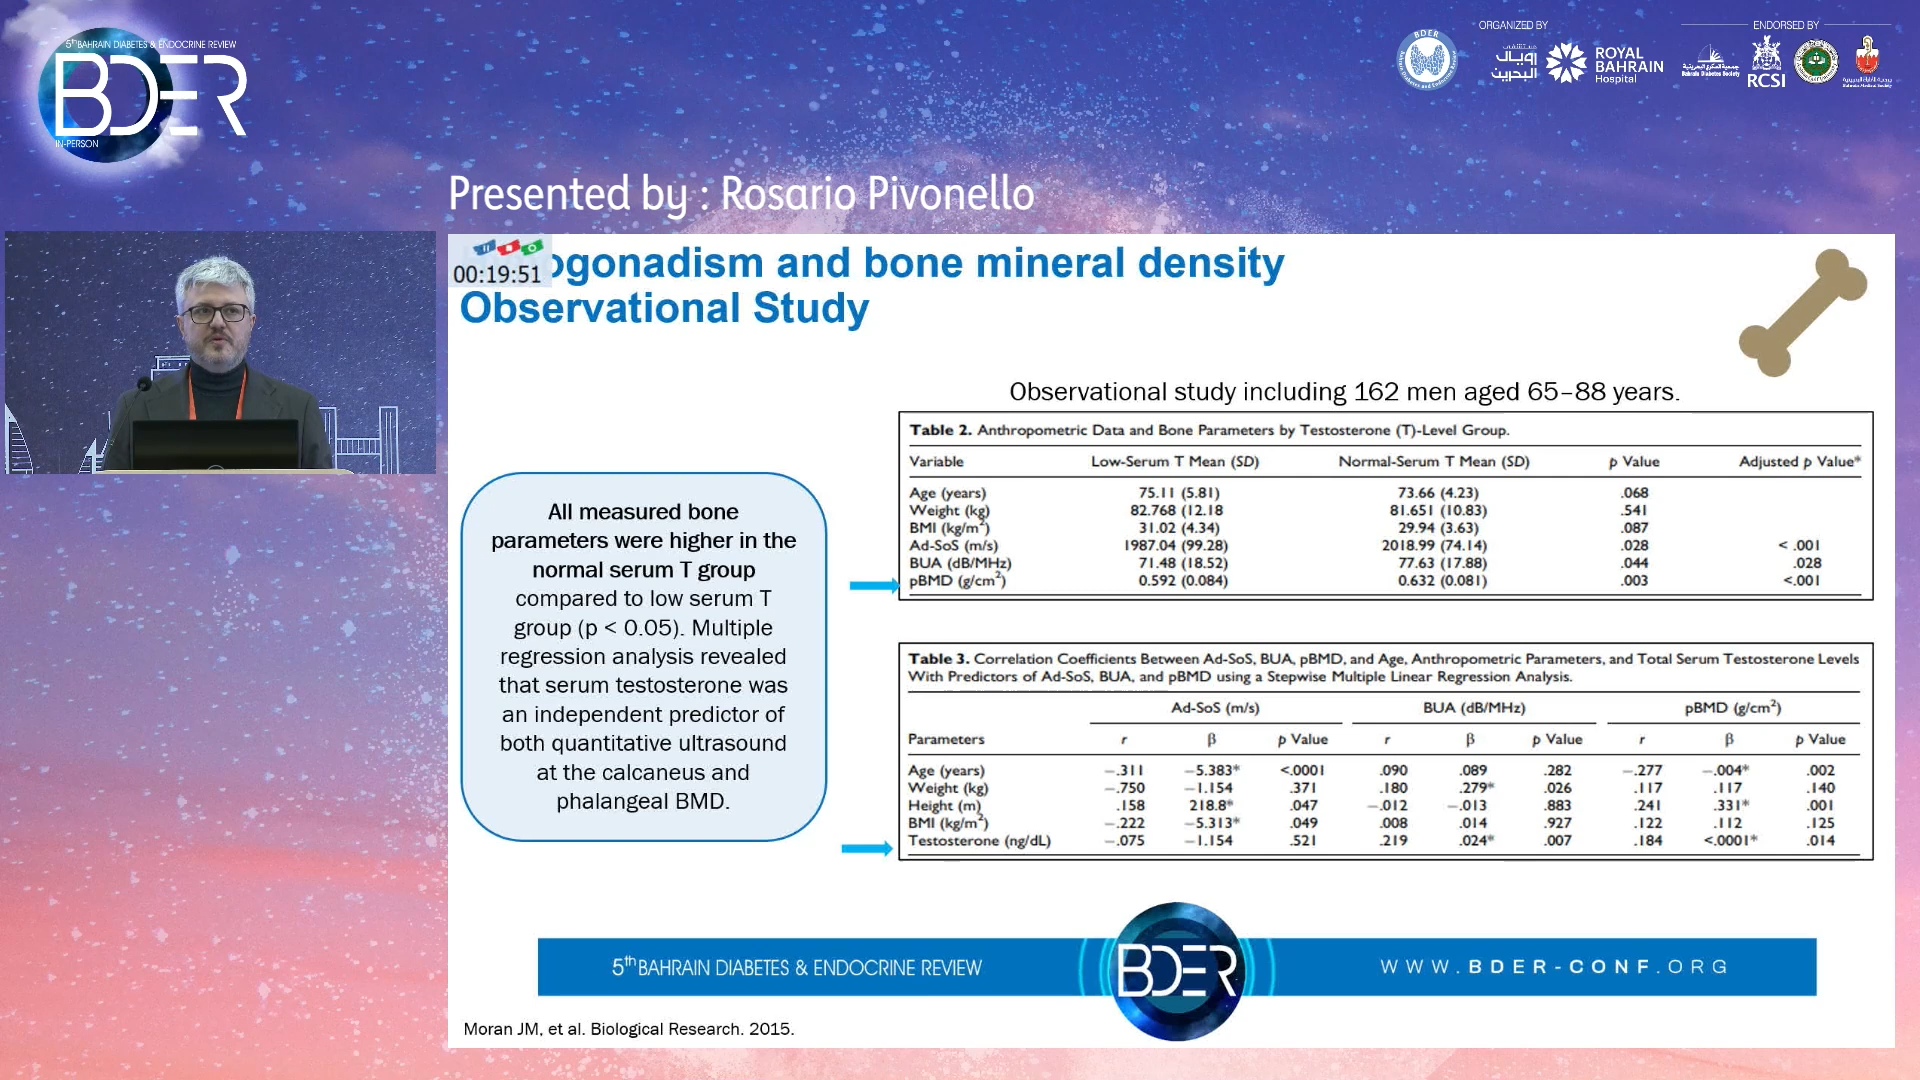 5th BAHRAIN DIABETES & ENDOCRINE REVIEW
BDER
IN-PERSON
ORGANIZED BY
ENDORSED BY
BDER
مستشفى
رويال
البحرين
ROYAL
BAHRAIN
Hospital
Bahrain Diabetes Society
RCSI
Bahrain Medical Society
Presented by : Rosario Pivonello
00:19:51
ogonadism and bone mineral density
Observational Study
Observational study including 162 men aged 65–88 years.
Table 2. Anthropometric Data and Bone Parameters by Testosterone (T)-Level Group.
Variable Low-Serum T Mean (SD) Normal-Serum T Mean (SD) p Value Adjusted p Value*
Age (years) 75.11 (5.81) 73.66 (4.23) .068
Weight (kg) 82.768 (12.18 81.651 (10.83) .541
BMI (kg/m²) 31.02 (4.34) 29.94 (3.63) .087
Ad-SoS (m/s) 1987.04 (99.28) 2018.99 (74.14) .028 < .001
BUA (dB/MHz) 71.48 (18.52) 77.63 (17.88) .044 .028
pBMD (g/cm²) 0.592 (0.084) 0.632 (0.081) .003 <.001
All measured bone
parameters were higher in the
normal serum T group
compared to low serum T
group (p < 0.05). Multiple
regression analysis revealed
that serum testosterone was
an independent predictor of
both quantitative ultrasound
at the calcaneus and
phalangeal BMD.
Table 3. Correlation Coefficients Between Ad-SoS, BUA, pBMD, and Age, Anthropometric Parameters, and Total Serum Testosterone Levels
With Predictors of Ad-SoS, BUA, and pBMD using a Stepwise Multiple Linear Regression Analysis.
Ad-SoS (m/s) BUA (dB/MHz) pBMD (g/cm²)
Parameters r β p Value r β p Value r β p Value
Age (years) −.311 −5.383* <.0001 .090 .089 .282 −.277 −.004* .002
Weight (kg) −.750 −1.154 .371 .180 .279* .026 .117 .117 .140
Height (m) .158 218.8* .047 −.012 −.013 .883 .241 .331* .001
BMI (kg/m²) −.222 −5.313* .049 .008 .014 .927 .122 .112 .125
Testosterone (ng/dL) −.075 −1.154 .521 .219 .024* .007 .184 <.0001* .014
5th BAHRAIN DIABETES & ENDOCRINE REVIEW
BDER
WWW.BDER-CONF.ORG
Moran JM, et al. Biological Research. 2015.